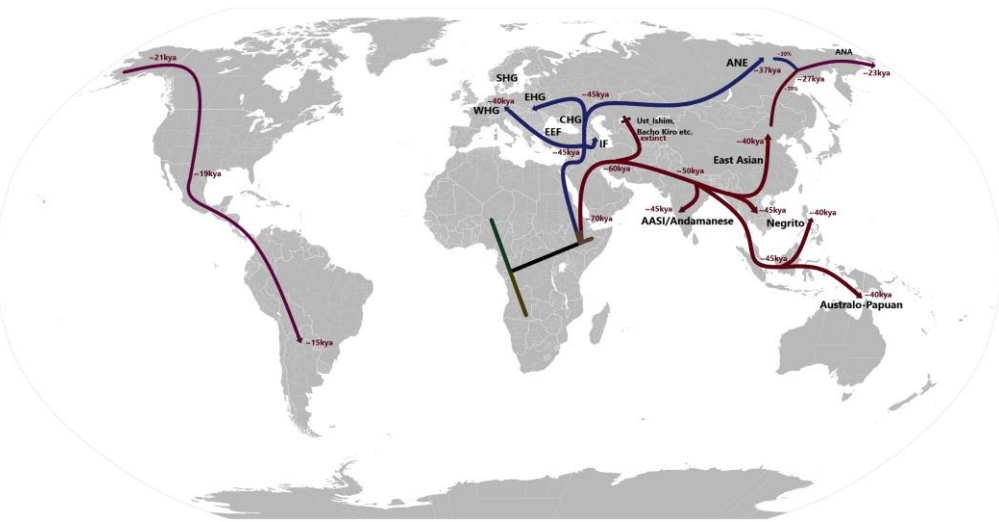 ~21kya
~19kya
~15kya
SHG
EHG
~40kya
WHG
CHG
EEF
~45kya
~45kya
IF
Ust_Ishim,
Bacho Kiro etc.
extinct
ANE
~37kya
~30%
ANA
~27kya
~23kya
~70kya
~60kya
~50kya
~40kya
East Asian
~45kya
AASI/Andamanese
~45kya
Negrito
~40kya
~45kya
~40kya
Australo-Papuan